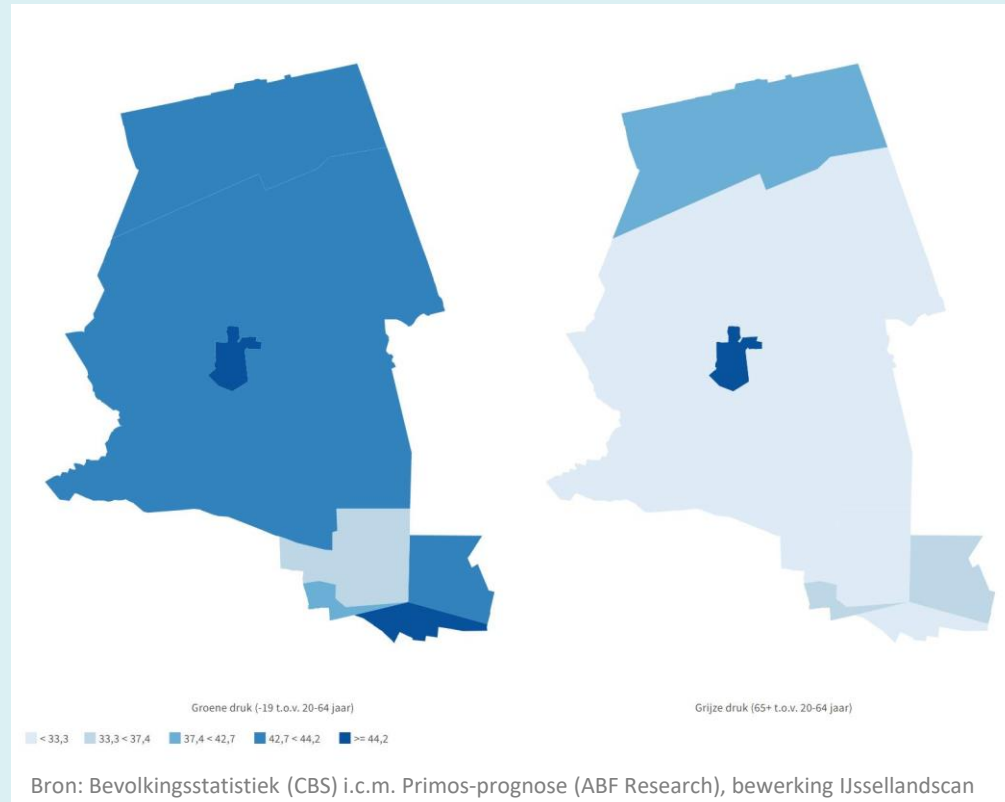 Groene druk (-19 t.o.v. 20-64 jaar)
Grijze druk (65+ t.o.v. 20-64 jaar)
< 33,3
33,3 < 37,4
37,4 < 42,7
42,7 < 44,2
>= 44,2
Bron: Bevolkingsstatistiek (CBS) i.c.m. Primos-prognose (ABF Research), bewerking IJssellandscan